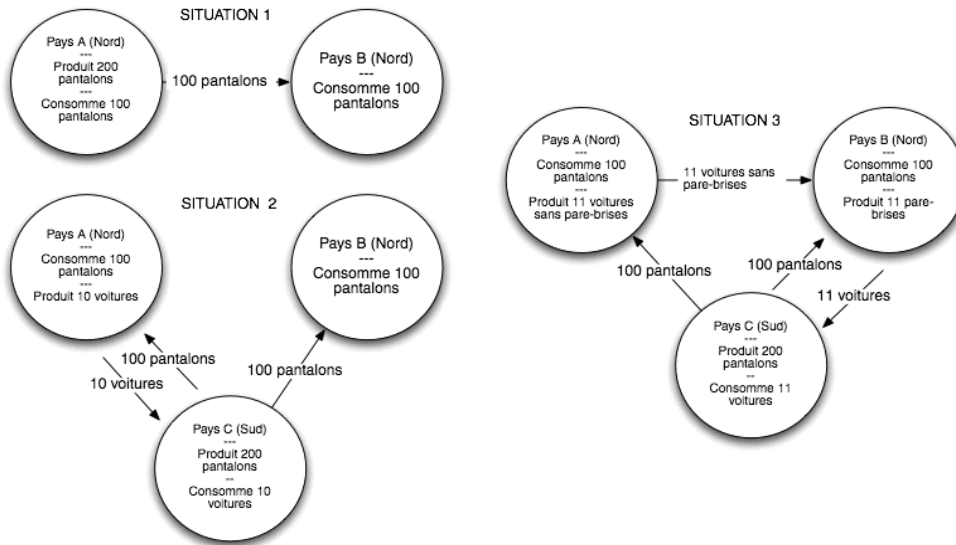 SITUATION 1
Pays A (Nord)
---
Produit 200
pantalons
---
Consomme 100
pantalons
100 pantalons
Pays B (Nord)
---
Consomme 100
pantalons
SITUATION 2
Pays A (Nord)
---
Consomme 100
pantalons
---
Produit 10 voitures
Pays B (Nord)
---
Consomme 100
pantalons
100 pantalons
10 voitures
100 pantalons
Pays C (Sud)
---
Produit 200
pantalons
--
Consomme 10
voitures
SITUATION 3
Pays A (Nord)
---
Consomme 100
pantalons
---
Produit 11 voitures
sans pare-brises
11 voitures sans
pare-brises
Pays B (Nord)
---
Consomme 100
pantalons
---
Produit 11 pare-
brises
100 pantalons
100 pantalons
11 voitures
Pays C (Sud)
---
Produit 200
pantalons
--
Consomme 11
voitures